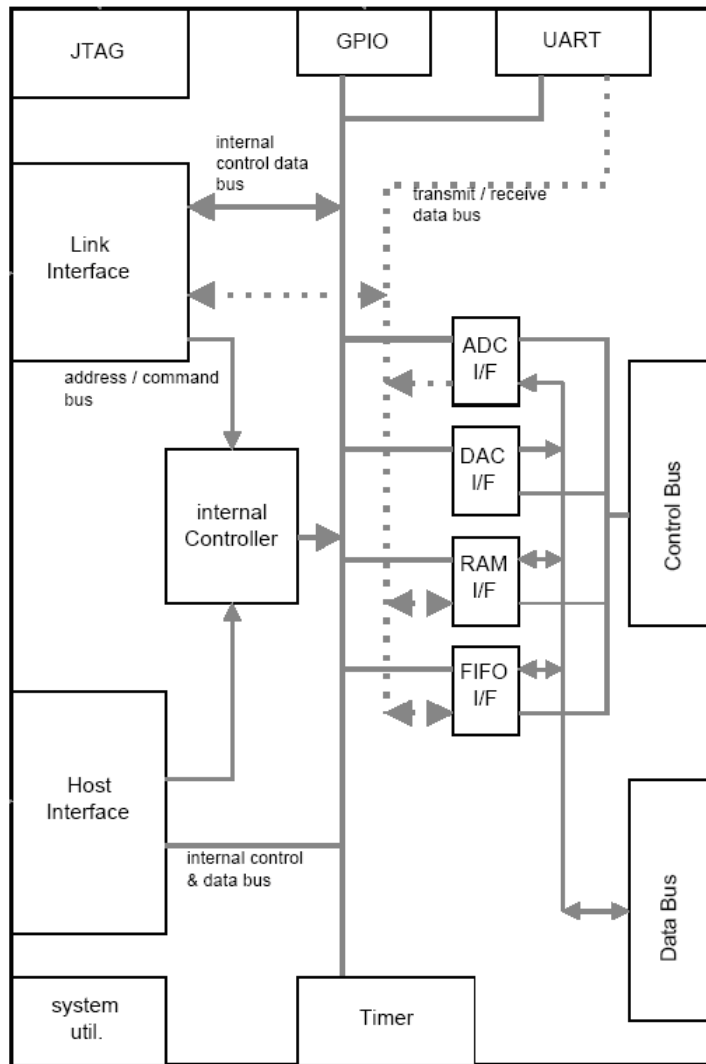 JTAG
GPIO
UART
internal
control data
bus
transmit / receive
data bus
Link
Interface
ADC
I/F
address / command
bus
DAC
I/F
internal
Controller
Control Bus
RAM
I/F
FIFO
I/F
Host
Interface
internal control
& data bus
Data Bus
system
util.
Timer